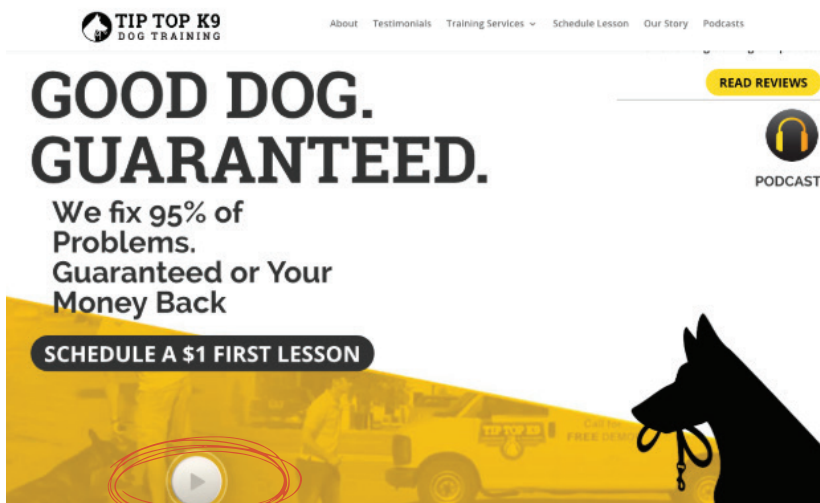 TIP TOP K9
DOG TRAINING
About Testimonials Training Services Schedule Lesson Our Story Podcasts
READ REVIEWS
GOOD DOG.
GUARANTEED.
PODCAST
We fix 95% of
Problems.
Guaranteed or Your
Money Back
SCHEDULE A $1 FIRST LESSON
TIP TOP K9
Call for
FREE DEMO